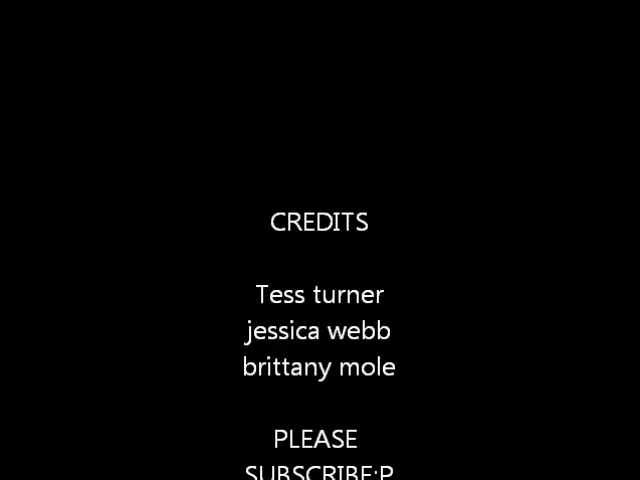 CREDITS
Tess turner
jessica webb
brittany mole
PLEASE
SUBSCRIBE:P